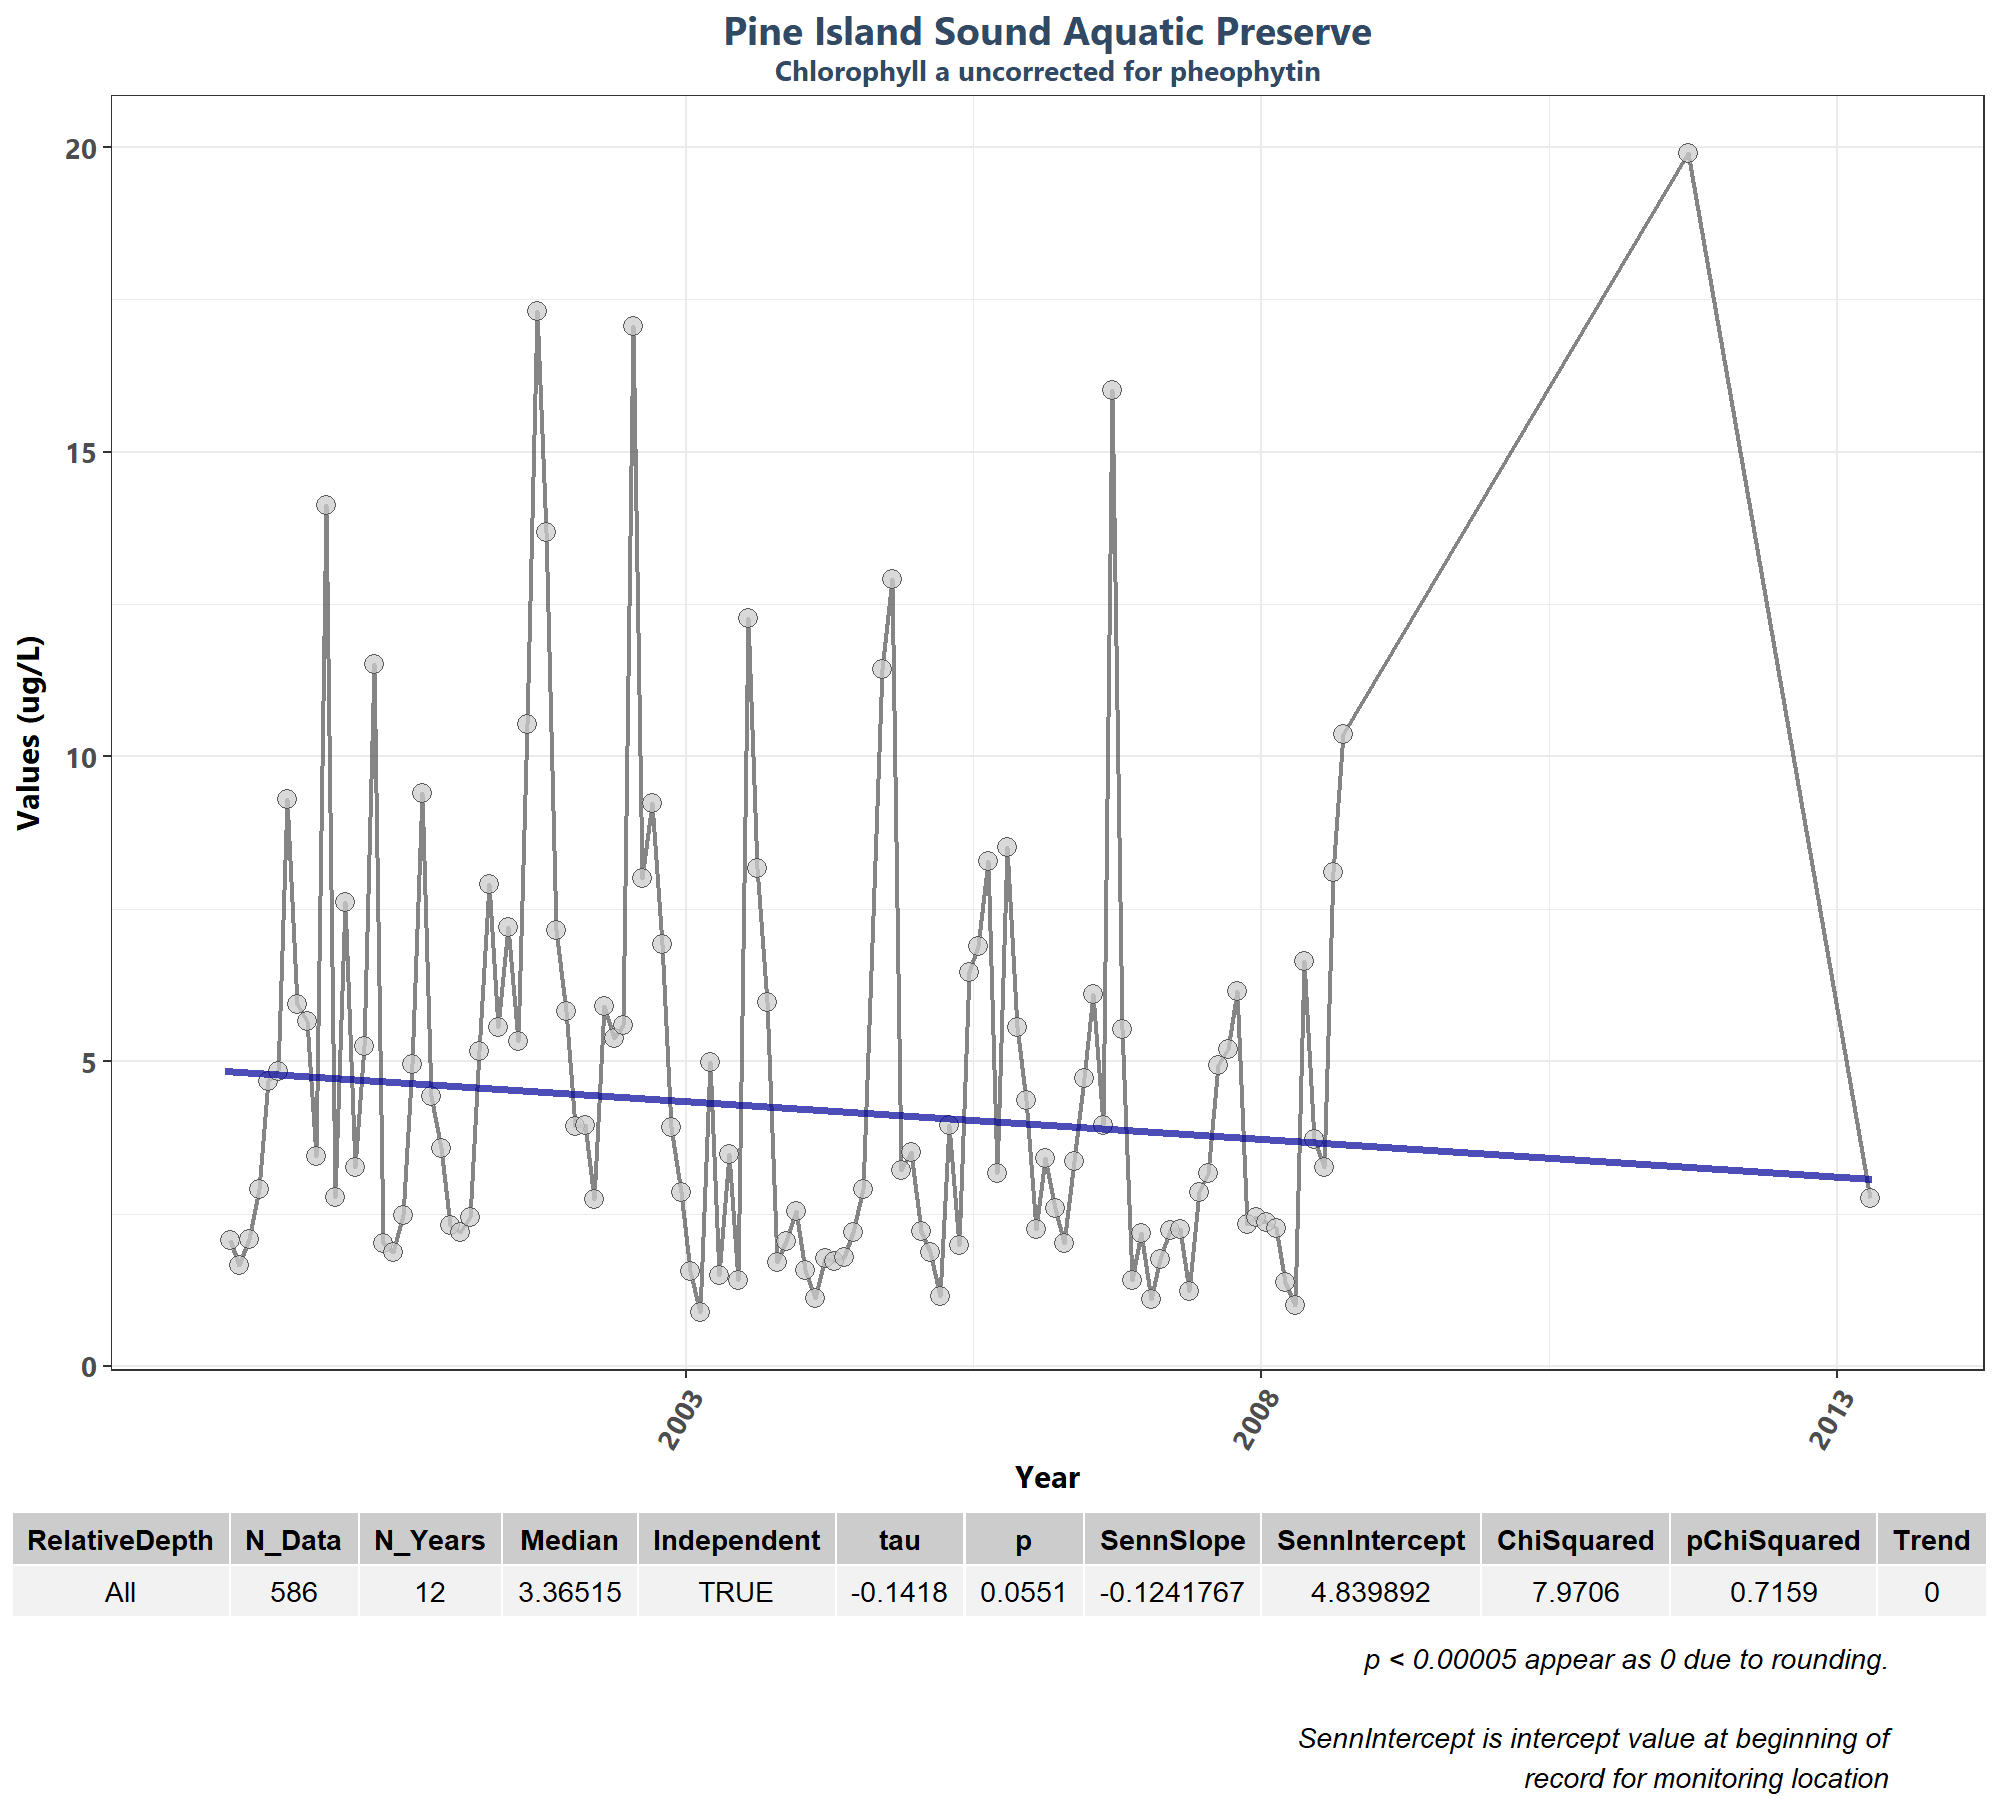 Pine Island Sound Aquatic Preserve
Chlorophyll a uncorrected for pheophytin
Values (ug/L)
20
15
10
5
0
2003 2008 2013
Year
RelativeDepth N_Data N_Years Median Independent tau p SennSlope SennIntercept ChiSquared pChiSquared Trend
All 586 12 3.36515 TRUE -0.1418 0.0551 -0.1241767 4.839892 7.9706 0.7159 0
p < 0.00005 appear as 0 due to rounding.
SennIntercept is intercept value at beginning of
record for monitoring location